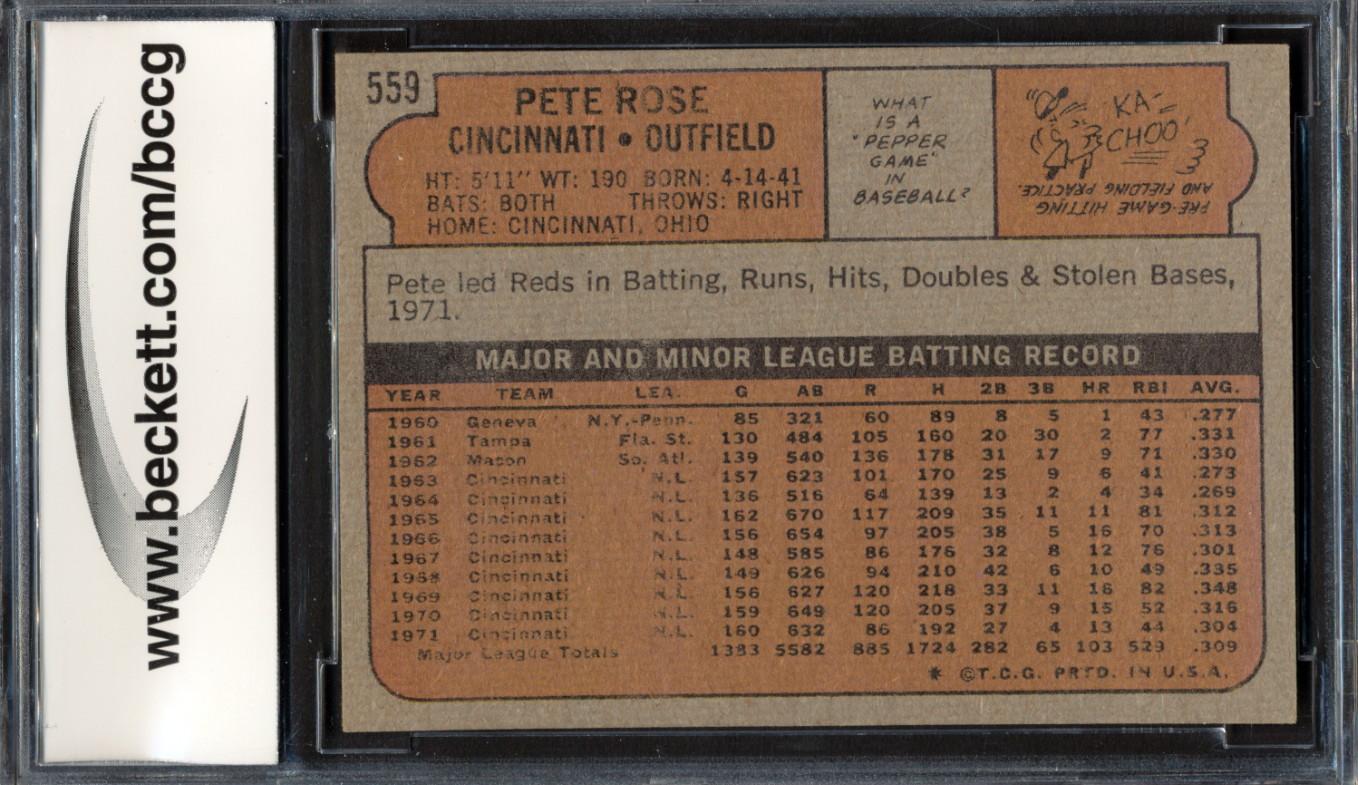 www.beckett.com/bccg
559
PETE ROSE
CINCINNATI • OUTFIELD
HT: 5'11" WT: 190 BORN: 4-14-41
BATS: BOTH THROWS: RIGHT
HOME: CINCINNATI, OHIO
WHAT
IS A
"PEPPER
GAME"
IN
BASEBALL?
KA-
CHOO!
PRE-GAME HITTING
AND FIELDING PRACTICE.
Pete led Reds in Batting, Runs, Hits, Doubles & Stolen Bases,
1971.
MAJOR AND MINOR LEAGUE BATTING RECORD
YEAR TEAM LEA. G AB R H 2B 3B HR RBI AVG.
1960 Geneva N.Y.-Penn. 85 321 60 89 8 5 1 43 .277
1961 Tampa Fla. St. 130 484 105 160 20 30 2 77 .331
1962 Macon So. Atl. 139 540 136 178 31 17 9 71 .330
1963 Cincinnati N.L. 157 623 101 170 25 9 6 41 .273
1964 Cincinnati N.L. 136 516 64 139 13 2 4 34 .269
1965 Cincinnati N.L. 162 670 117 209 35 11 11 81 .312
1966 Cincinnati N.L. 156 654 97 205 38 5 16 70 .313
1967 Cincinnati N.L. 148 585 86 176 32 8 12 76 .301
1968 Cincinnati N.L. 149 626 94 210 42 6 10 49 .335
1969 Cincinnati N.L. 156 627 120 218 33 11 16 82 .348
1970 Cincinnati N.L. 159 649 120 205 37 9 15 52 .316
1971 Cincinnati N.L. 160 632 86 192 27 4 13 44 .304
Major League Totals 1383 5582 885 1724 282 65 103 529 .309
* ©T.C.G. PRTD. IN U.S.A.